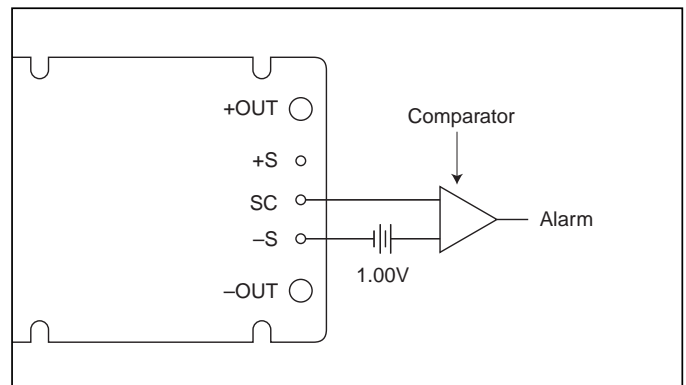 +OUT
Comparator
+S
SC
–S
Alarm
1.00V
–OUT